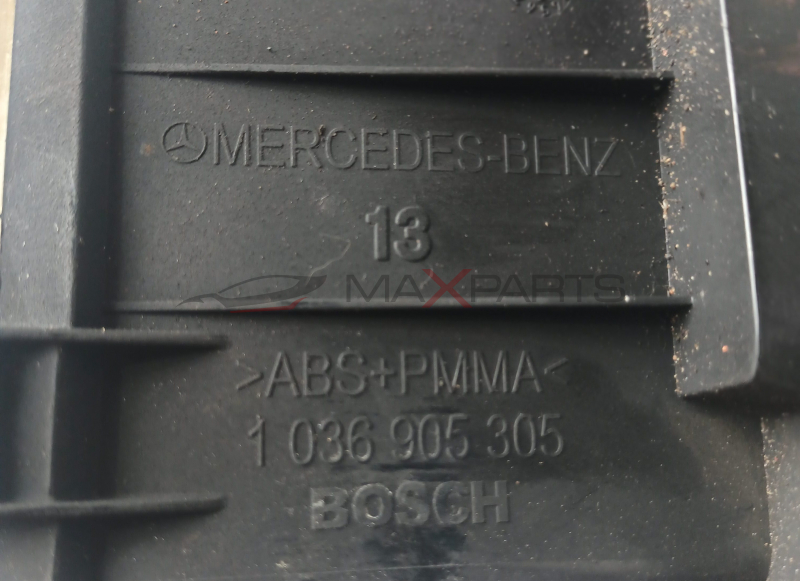 MERCEDES-BENZ
13
MAXPARTS
>ABS+PMMA<
1 036 905 305
BOSCH